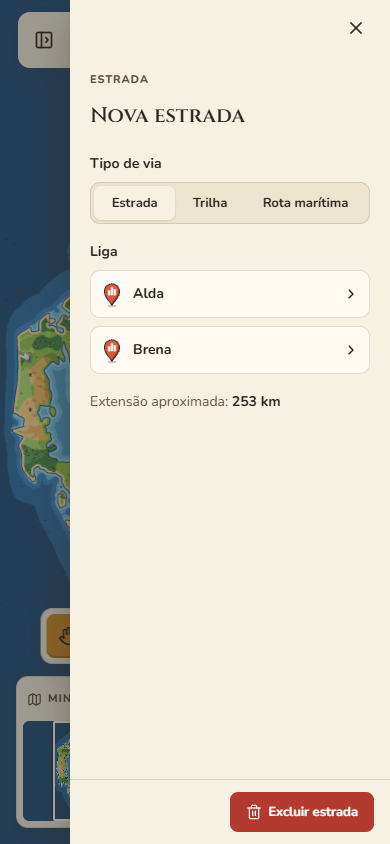 ESTRADA
Nova estrada
Tipo de via
Estrada Trilha Rota marítima
Liga
Alda
Brena
Extensão aproximada: 253 km
MIN
Excluir estrada